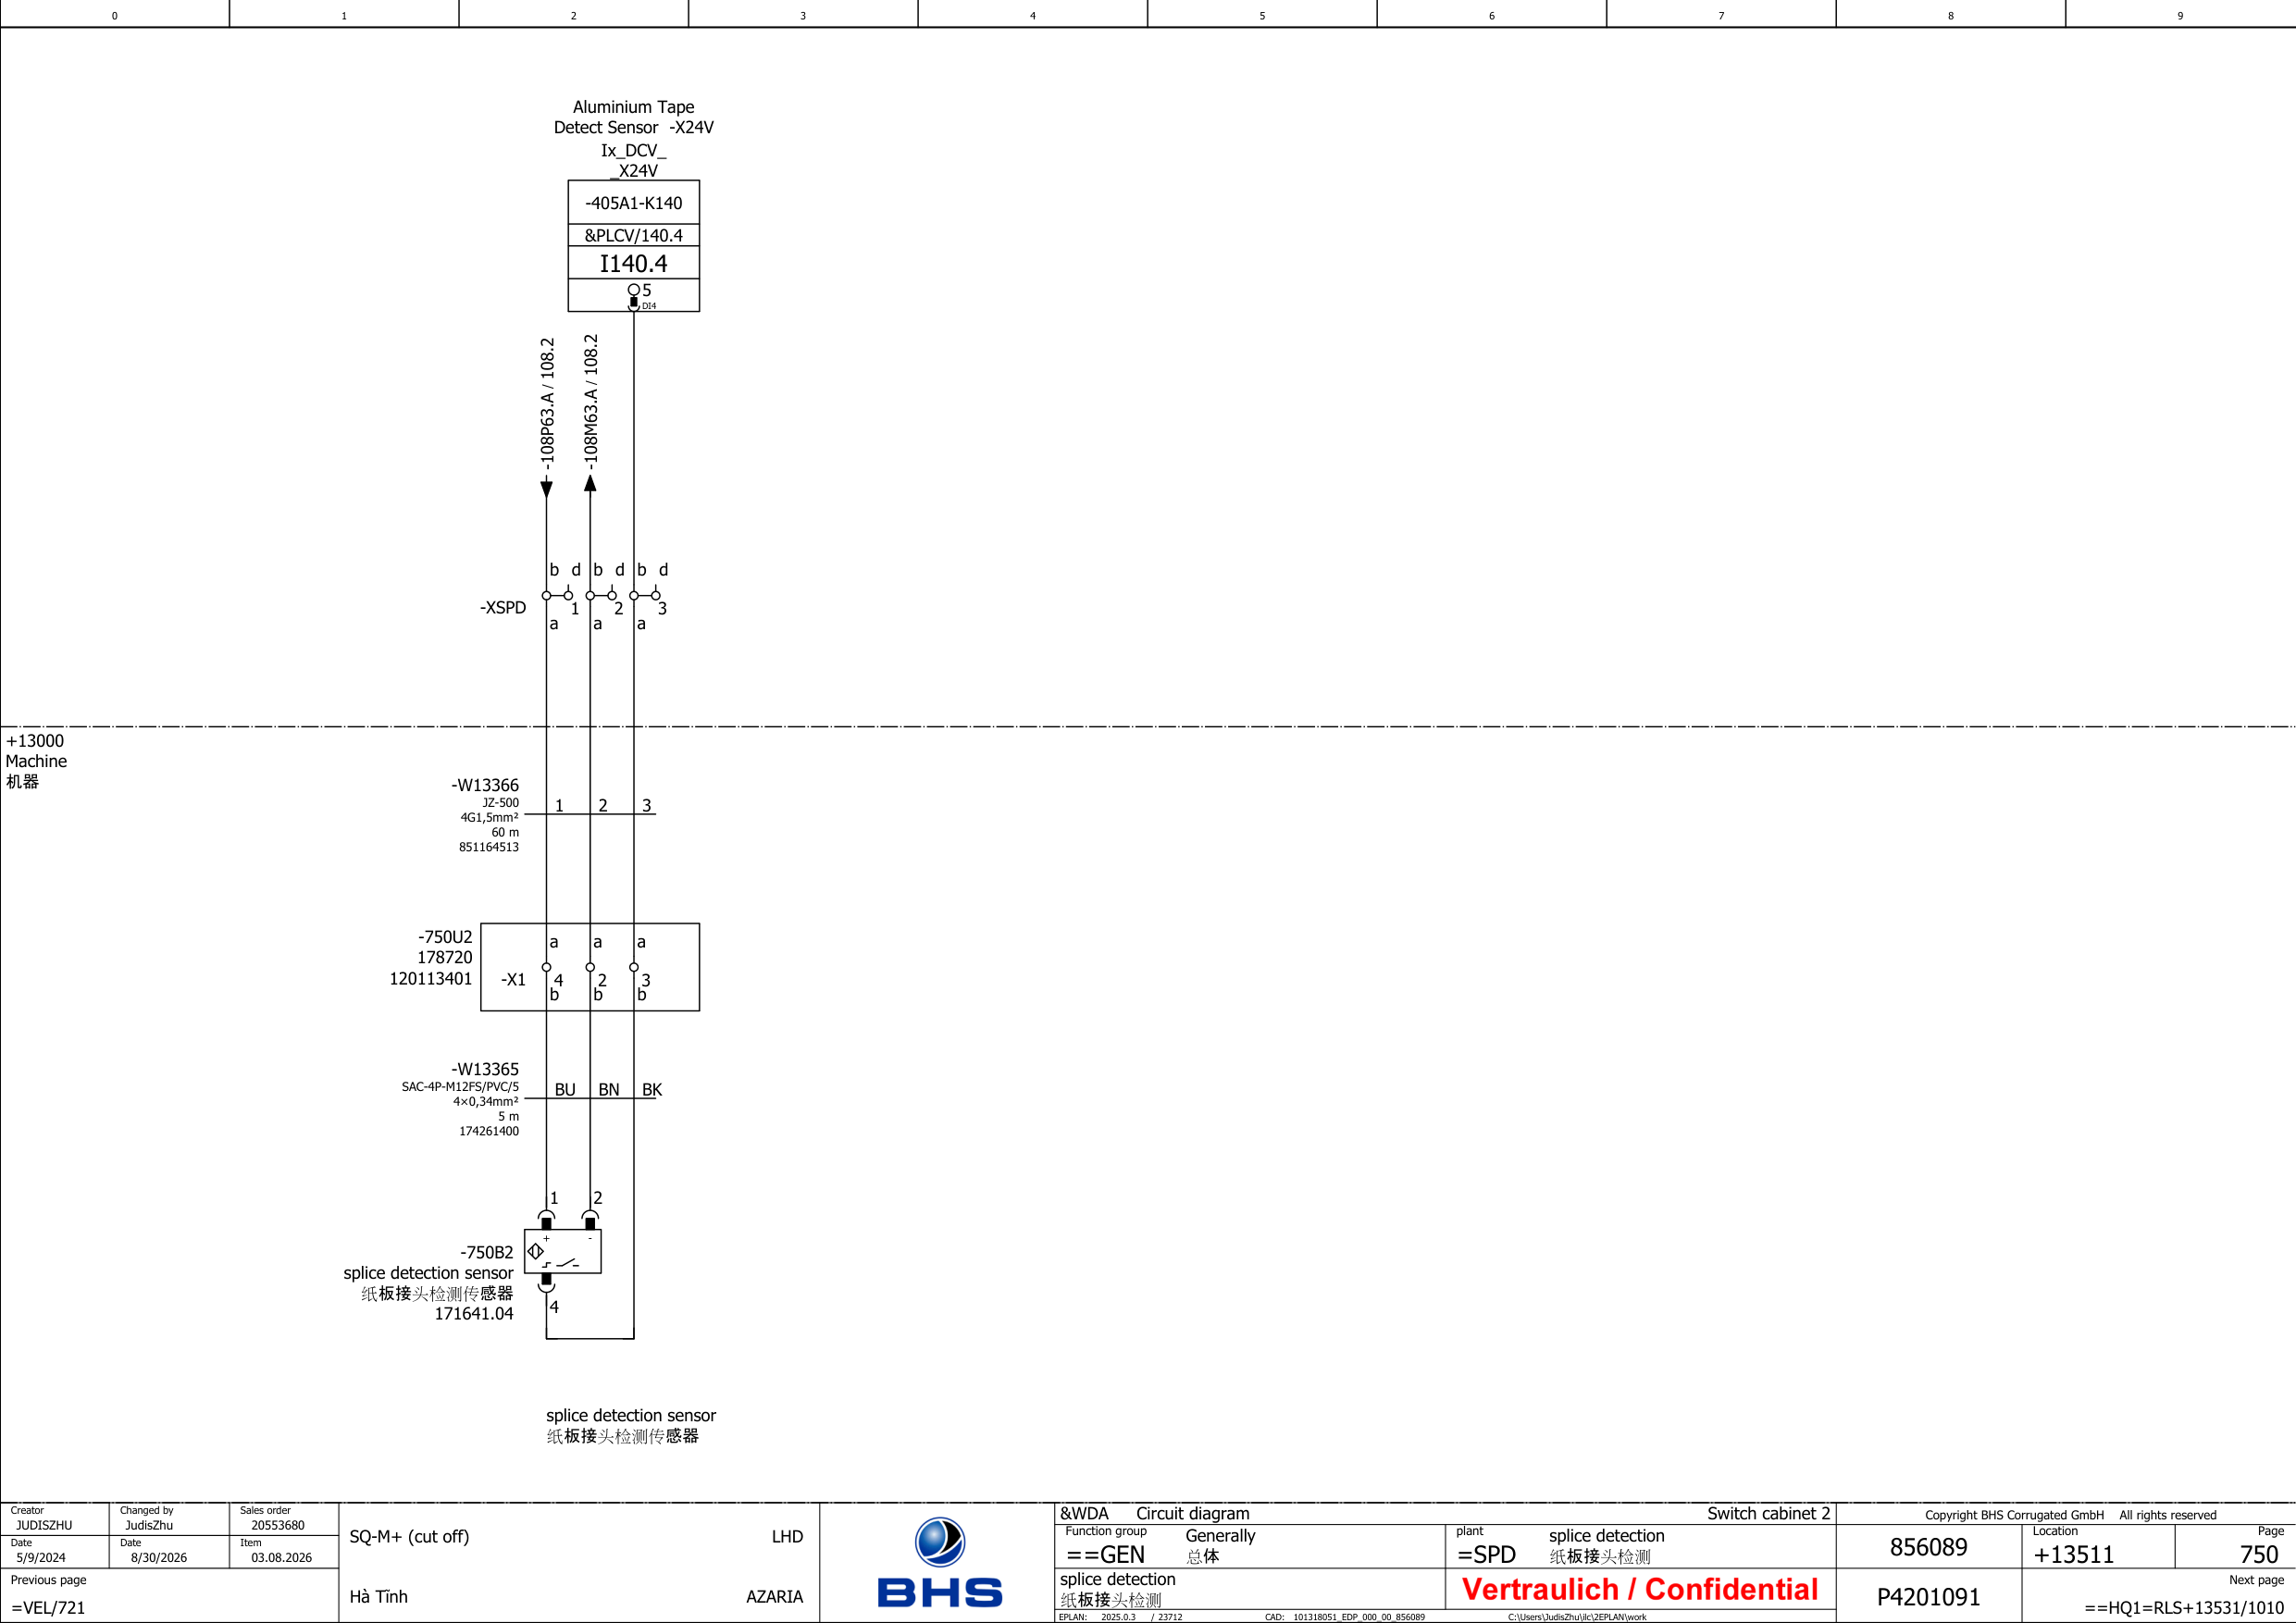 0 1 2 3 4 5 6 7 8 9
Aluminium Tape
Detect Sensor -X24V
Ix_DCV_
_X24V
-405A1-K140
&PLCV/140.4
I140.4
5
DI4
-108P63.A / 108.2
-108M63.A / 108.2
b d b d b d
-XSPD
1 2 3
a a a
+13000
Machine
机器
-W13366
JZ-500
4G1,5mm²
60 m
851164513
1 2 3
-750U2
178720
120113401
-X1
a a a
4 2 3
b b b
-W13365
SAC-4P-M12FS/PVC/5
4×0,34mm²
5 m
174261400
BU BN BK
1 2
+ -
-750B2
splice detection sensor
纸板接头检测传感器
171641.04
4
splice detection sensor
纸板接头检测传感器
Creator
JUDISZHU
Changed by
JudisZhu
Sales order
20553680
Date
5/9/2024
Date
8/30/2026
Item
03.08.2026
Previous page
=VEL/721
SQ-M+ (cut off)
LHD
Hà Tĩnh
AZARIA
BHS
&WDA Circuit diagram
Switch cabinet 2
Function group
==GEN
Generally
总体
plant
=SPD
splice detection
纸板接头检测
splice detection
纸板接头检测
Vertraulich / Confidential
EPLAN: 2025.0.3 / 23712
CAD: 101318051_EDP_000_00_856089
C:\Users\JudisZhu\ilc\2EPLAN\work
Copyright BHS Corrugated GmbH All rights reserved
856089
Location
+13511
Page
750
P4201091
Next page
==HQ1=RLS+13531/1010